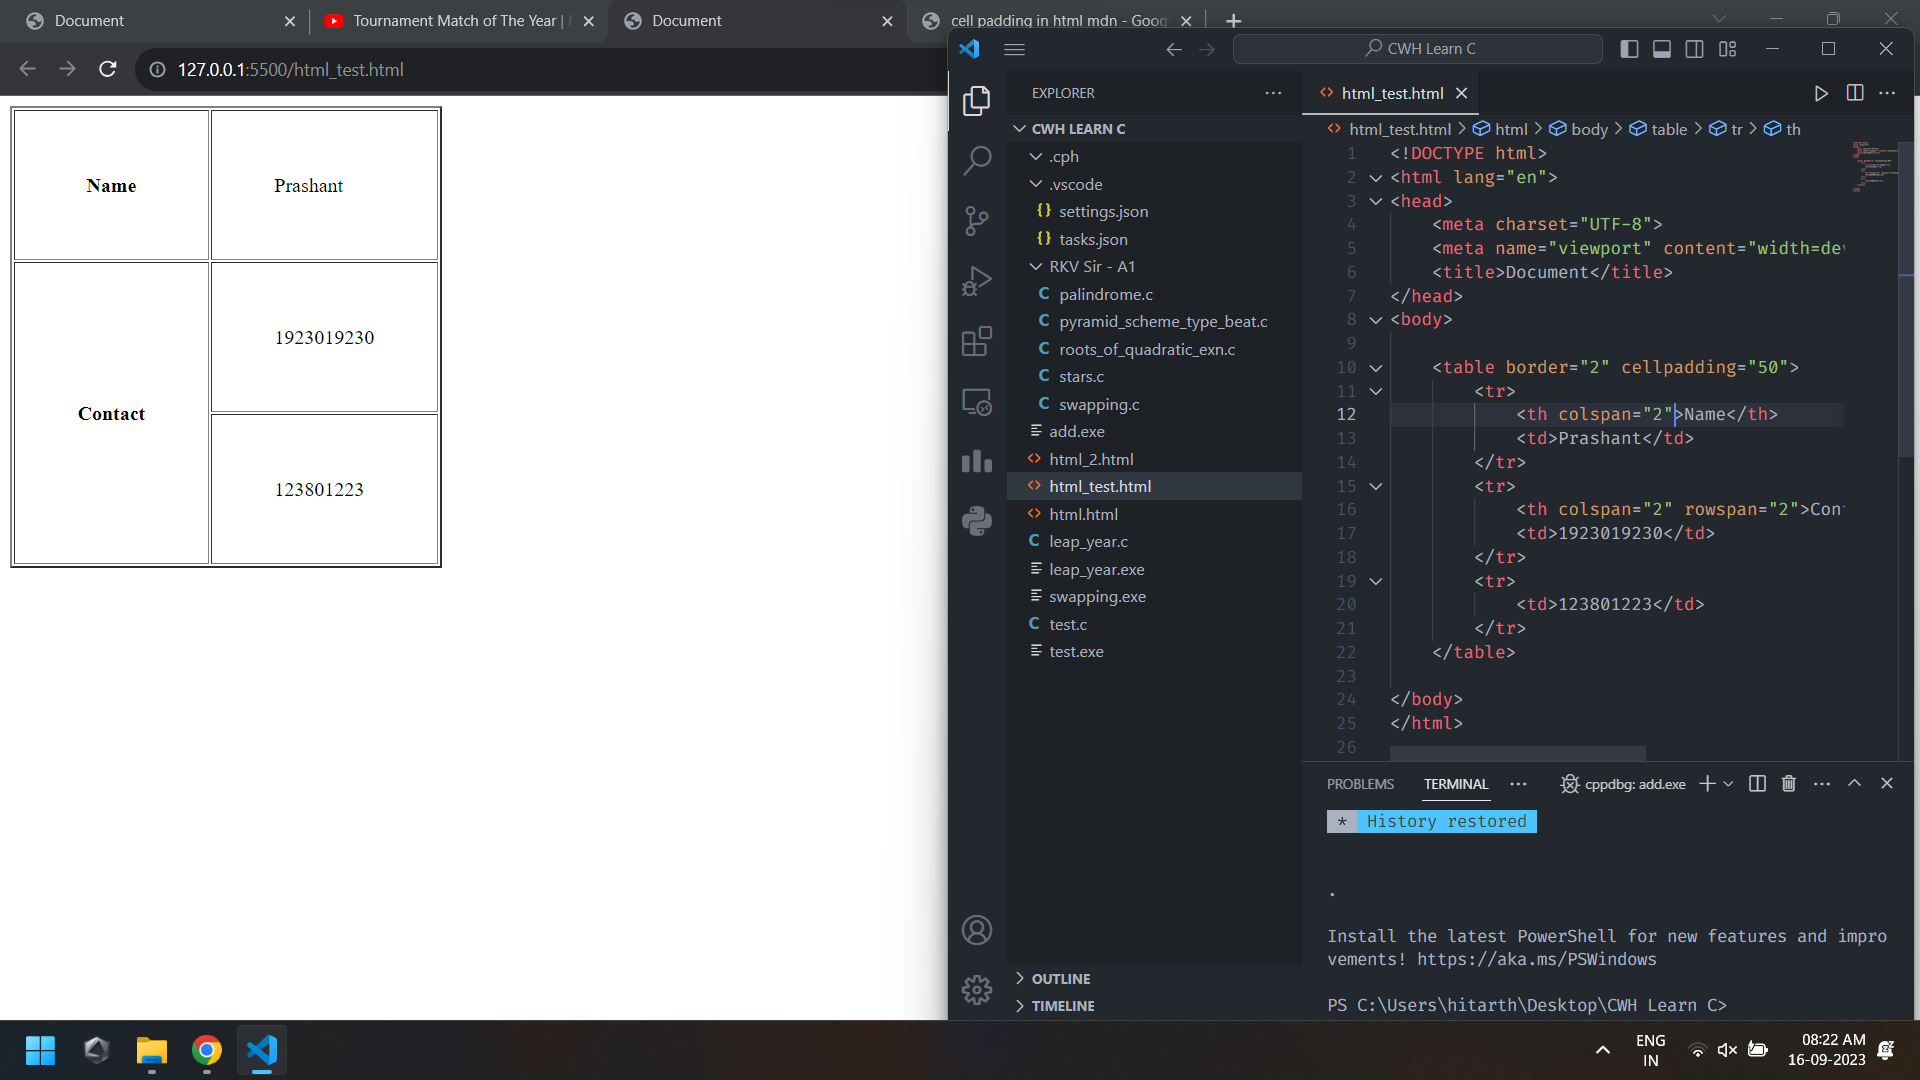 Document
Tournament Match of The Year |
Document
cell padding in html mdn - Goog
127.0.0.1:5500/html_test.html
Name
Prashant
Contact
1923019230
123801223
CWH Learn C
EXPLORER
CWH LEARN C
.cph
.vscode
{} settings.json
{} tasks.json
RKV Sir - A1
C palindrome.c
C pyramid_scheme_type_beat.c
C roots_of_quadratic_exn.c
C stars.c
C swapping.c
add.exe
<> html_2.html
<> html_test.html
<> html.html
C leap_year.c
leap_year.exe
swapping.exe
C test.c
test.exe
OUTLINE
TIMELINE
<> html_test.html
<> html_test.html > html > body > table > tr > th
1 <!DOCTYPE html>
2 <html lang="en">
3 <head>
4 <meta charset="UTF-8">
5 <meta name="viewport" content="width=dev
6 <title>Document</title>
7 </head>
8 <body>
9
10 <table border="2" cellpadding="50">
11 <tr>
12 <th colspan="2">Name</th>
13 <td>Prashant</td>
14 </tr>
15 <tr>
16 <th colspan="2" rowspan="2">Con
17 <td>1923019230</td>
18 </tr>
19 <tr>
20 <td>123801223</td>
21 </tr>
22 </table>
23
24 </body>
25 </html>
26
PROBLEMS TERMINAL
cppdbg: add.exe
* History restored
.
Install the latest PowerShell for new features and impro
vements! https://aka.ms/PSWindows
PS C:\Users\hitarth\Desktop\CWH Learn C>
ENG
IN
08:22 AM
16-09-2023